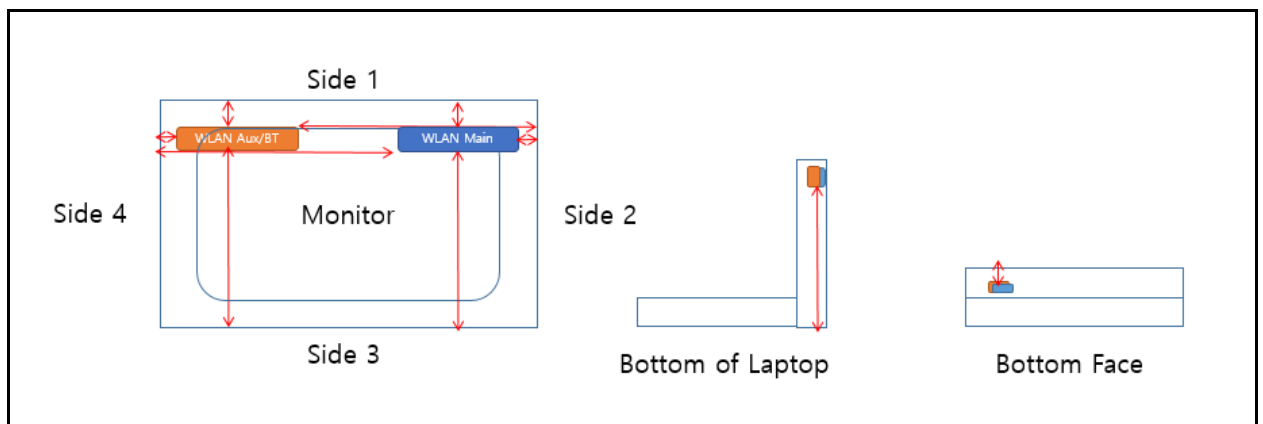 Side 1
WLAN Aux/BT
WLAN Main
Side 4
Monitor
Side 2
Side 3
Bottom of Laptop
Bottom Face